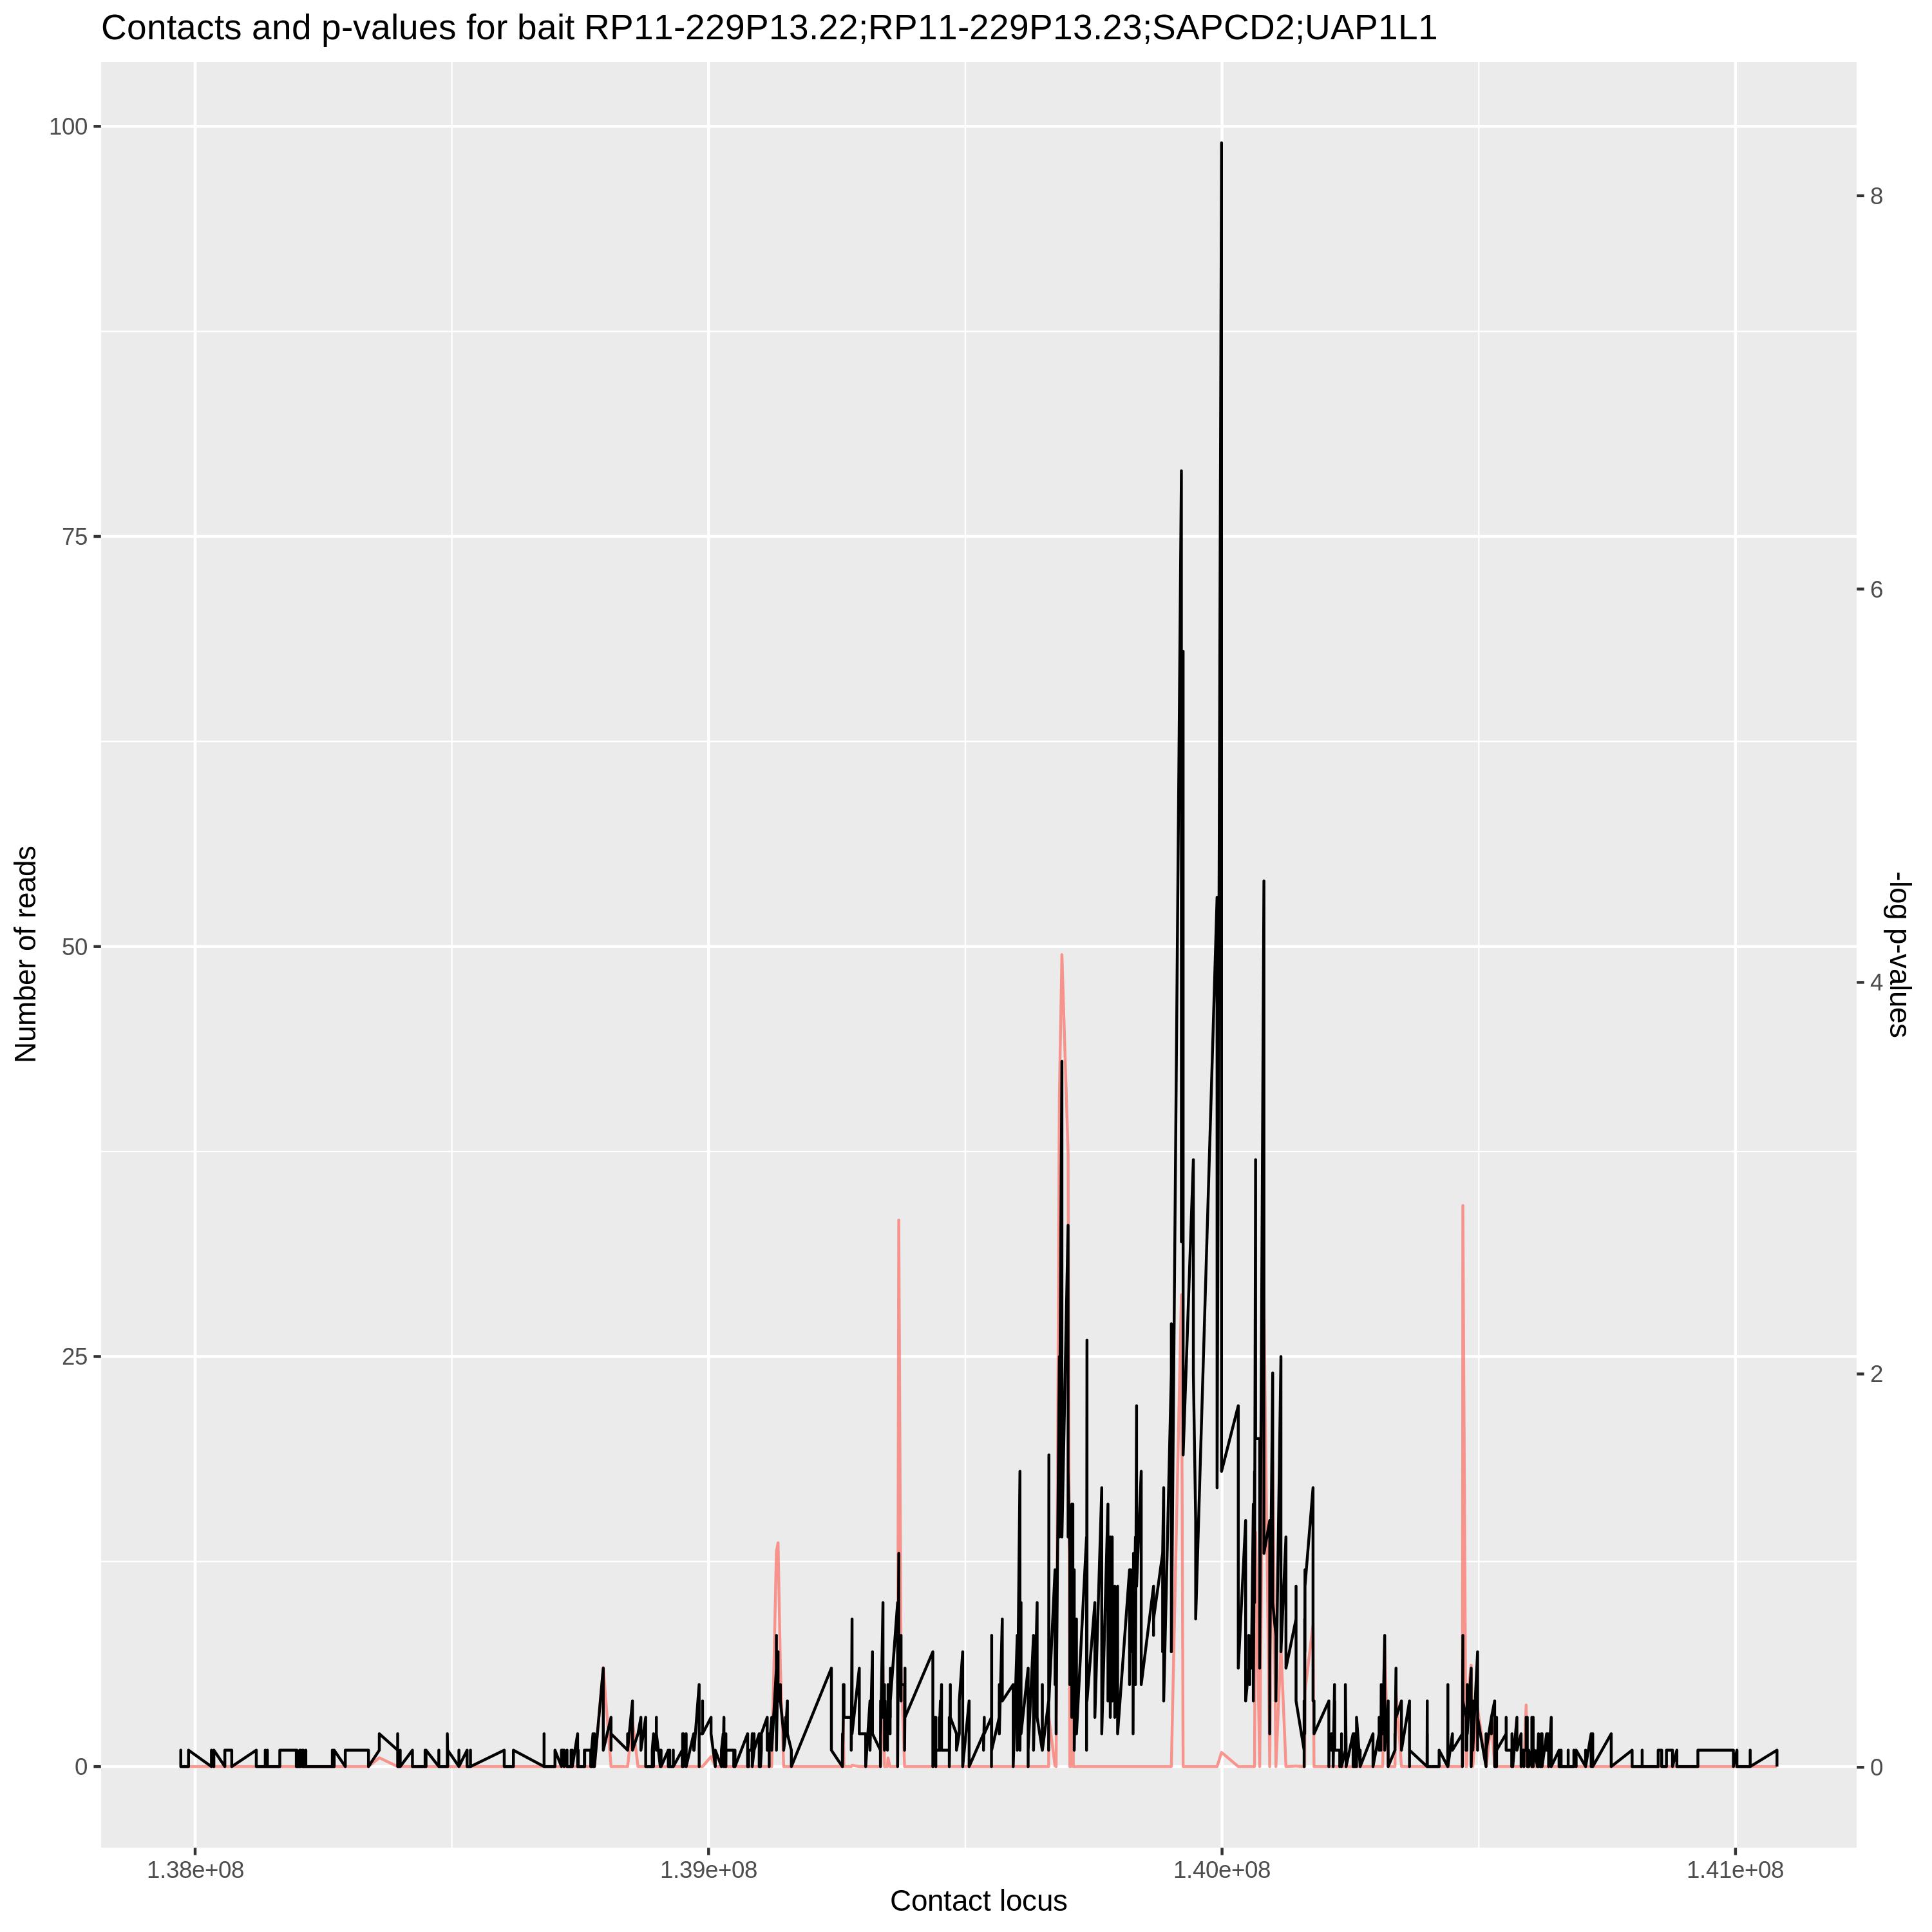 Contacts and p-values for bait RP11-229P13.22;RP11-229P13.23;SAPCD2;UAP1L1
100
75
50
25
0
Number of reads
8
6
4
2
0
-log p-values
1.38e+08
1.39e+08
1.40e+08
1.41e+08
Contact locus